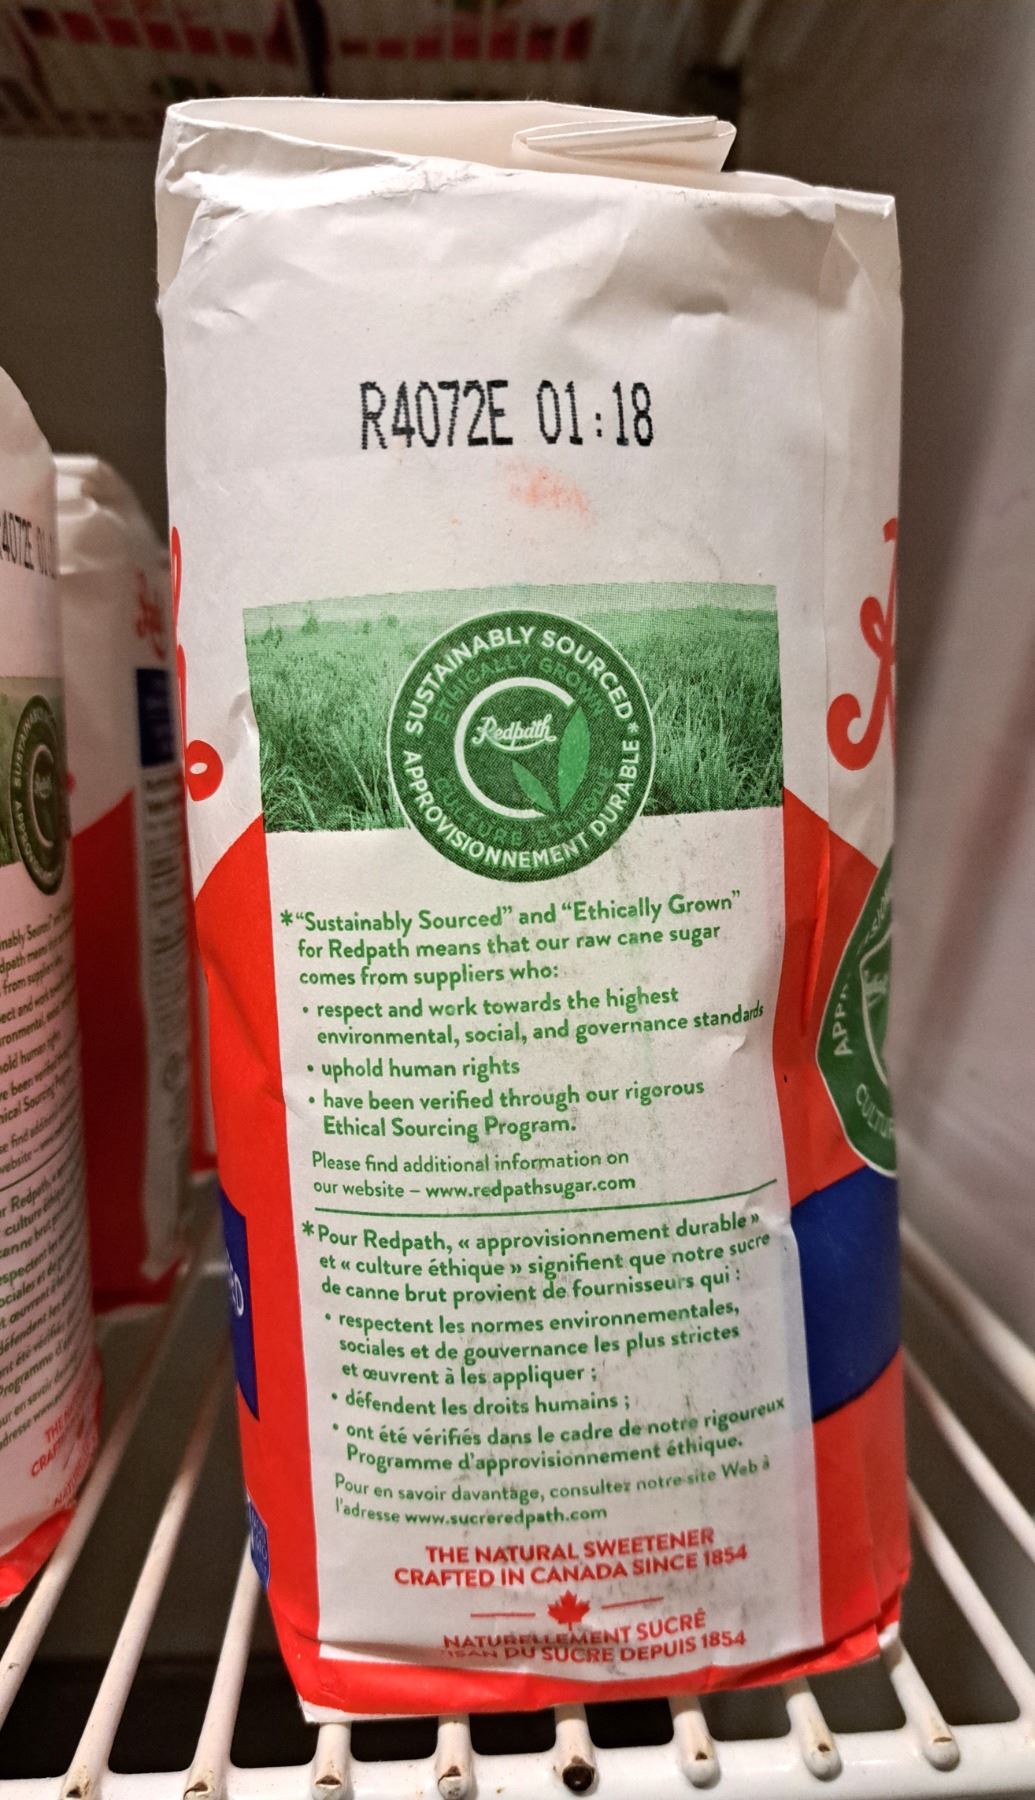 R4072E 01:18
SUSTAINABLY SOURCED*
ETHICALLY GROWN
Redpath
CULTURE ÉTHIQUE
APPROVISIONNEMENT DURABLE*
*“Sustainably Sourced” and “Ethically Grown”
for Redpath means that our raw cane sugar
comes from suppliers who:
• respect and work towards the highest
environmental, social, and governance standards
• uphold human rights
• have been verified through our rigorous
Ethical Sourcing Program.
Please find additional information on
our website – www.redpathsugar.com
*Pour Redpath, « approvisionnement durable »
et « culture éthique » signifient que notre sucre
de canne brut provient de fournisseurs qui :
• respectent les normes environnementales,
sociales et de gouvernance les plus strictes
et œuvrent à les appliquer ;
• défendent les droits humains ;
• ont été vérifiés dans le cadre de notre rigoureux
Programme d'approvisionnement éthique.
Pour en savoir davantage, consultez notre site Web à
l'adresse www.sucreredpath.com
THE NATURAL SWEETENER
CRAFTED IN CANADA SINCE 1854
NATURELLEMENT SUCRÉ
DU SUCRE DEPUIS 1854